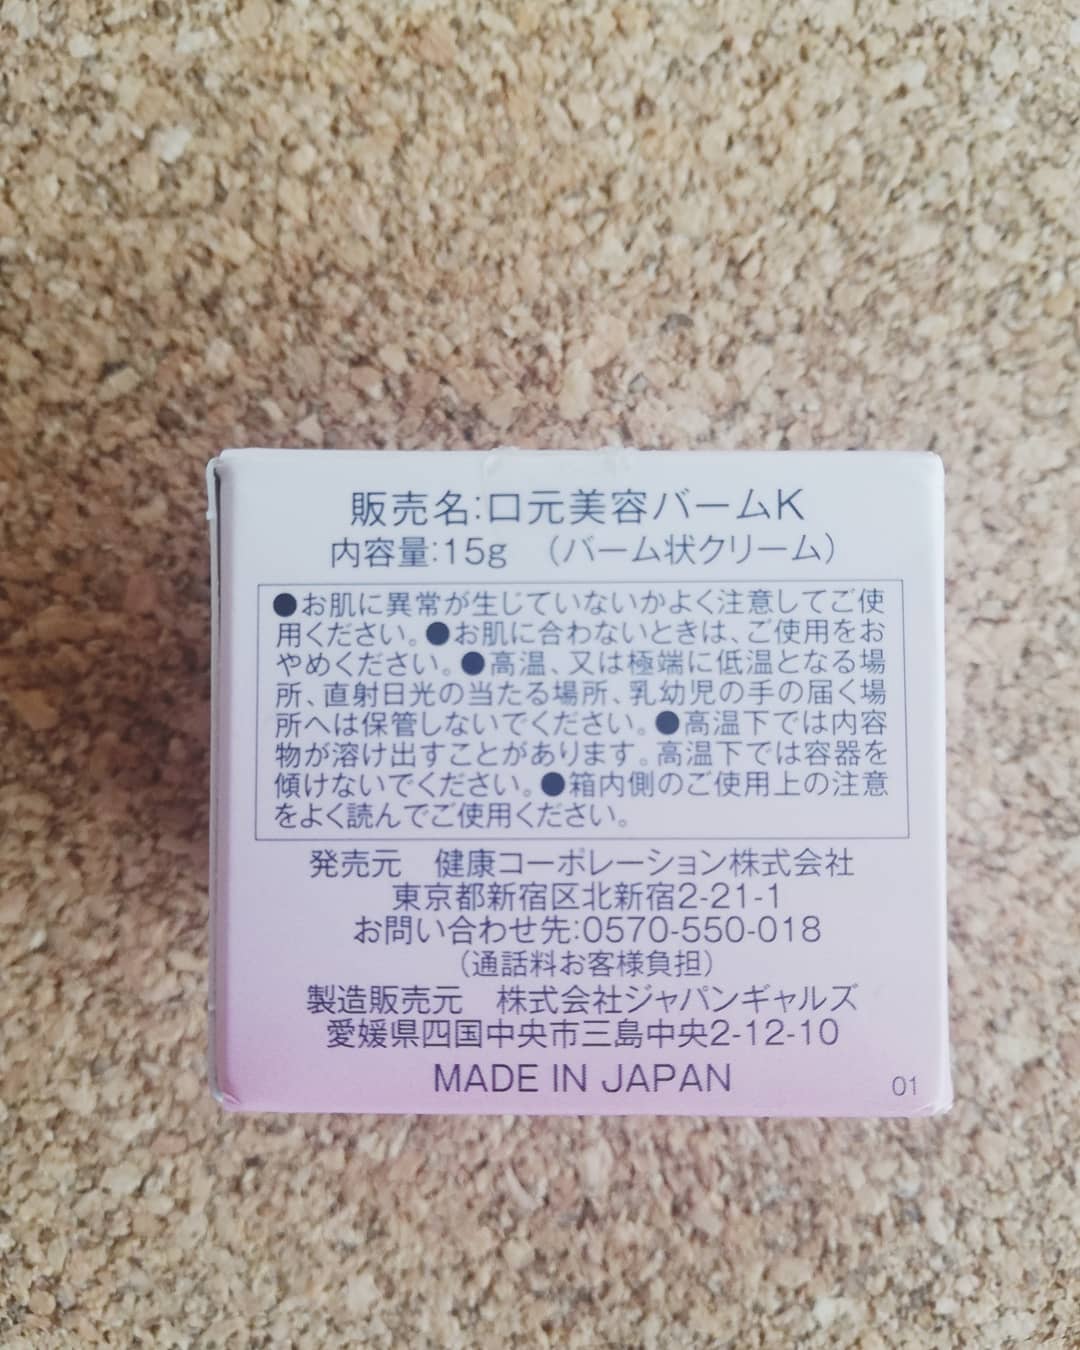 販売名:口元美容バームK
内容量:15g （バーム状クリーム）
●お肌に異常が生じていないかよく注意してご使
用ください。●お肌に合わないときは、ご使用をお
やめください。●高温、又は極端に低温となる場
所、直射日光の当たる場所、乳幼児の手の届く場
所へは保管しないでください。●高温下では内容
物が溶け出すことがあります。高温下では容器を
傾けないでください。●箱内側のご使用上の注意
をよく読んでご使用ください。
発売元 健康コーポレーション株式会社
東京都新宿区北新宿2-21-1
お問い合わせ先:0570-550-018
（通話料お客様負担）
製造販売元 株式会社ジャパンギャルズ
愛媛県四国中央市三島中央2-12-10
MADE IN JAPAN
01